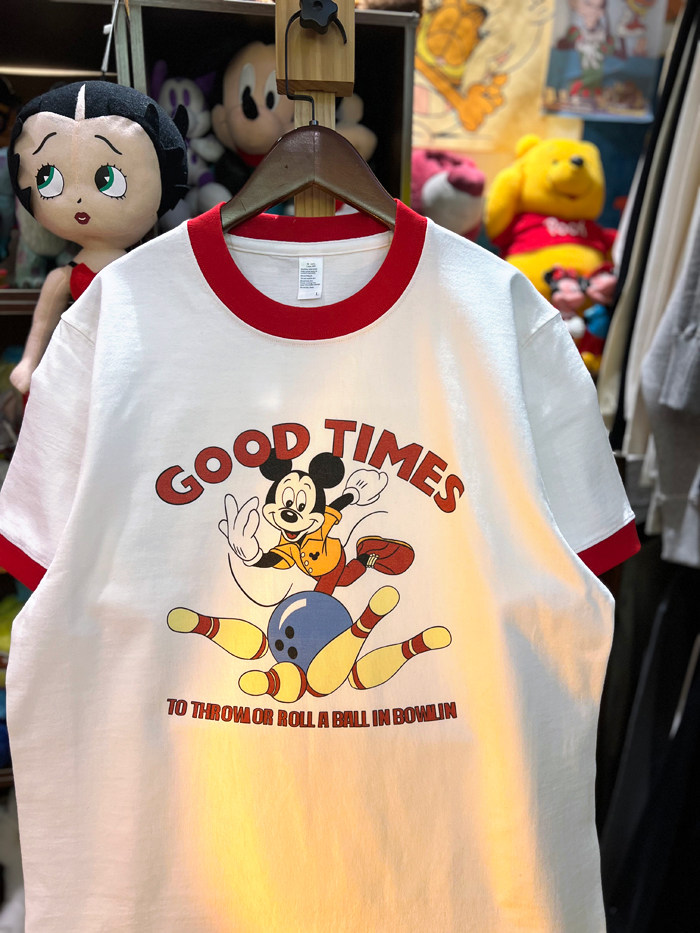 L
GOOD TIMES
TO THROW OR ROLL A BALL IN BOWLIN